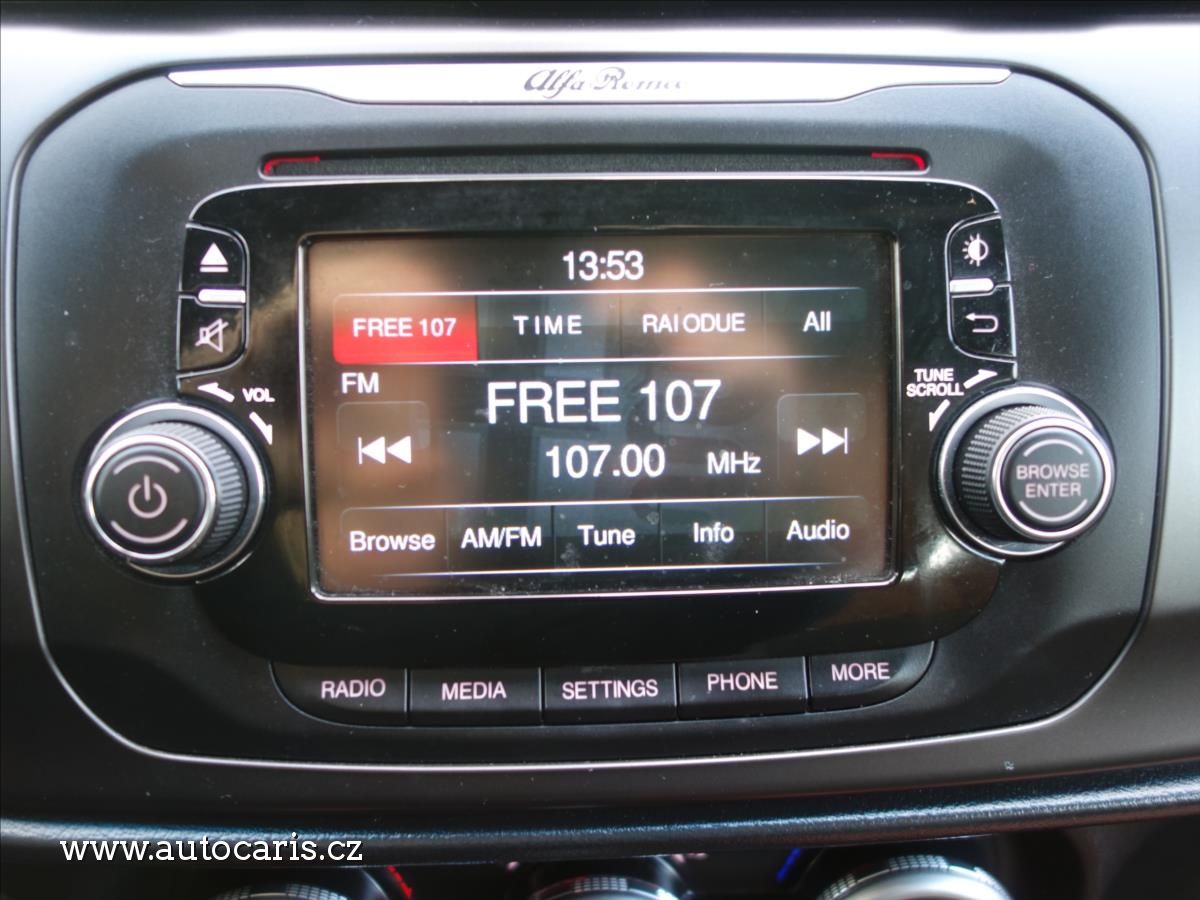 Alfa Romeo
13:53
FREE 107 TIME RAI ODUE All
FM
FREE 107
107.00 MHz
Browse AM/FM Tune Info Audio
VOL
TUNE
SCROLL
BROWSE
ENTER
RADIO MEDIA SETTINGS PHONE MORE
www.autocaris.cz